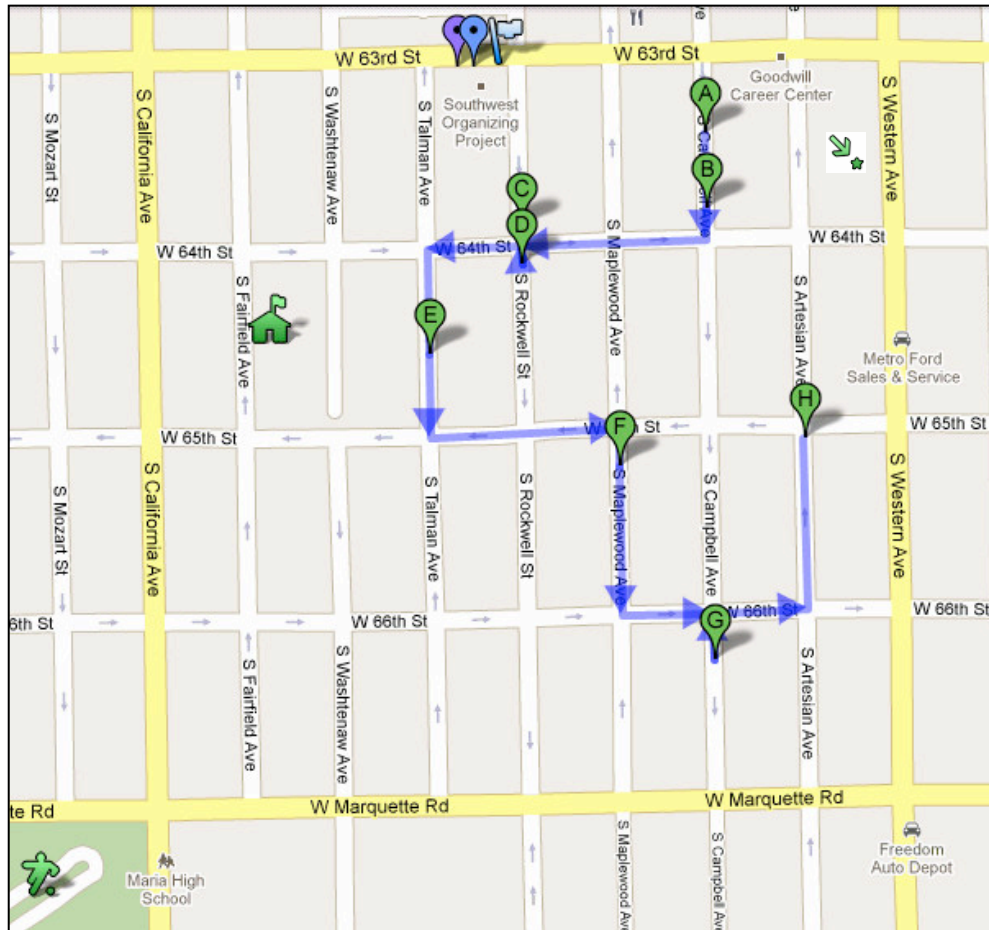 W 63rd St
S Mozart St
S California Ave
S Washtenaw Ave
S Talman Ave
Southwest
Organizing
Project
Goodwill
Career Center
A
B
C
D
S Western Ave
W 64th St
W 64th St
W 64th St
S Fairfield Ave
S Rockwell St
S Maplewood Ave
S Artesian Ave
E
Metro Ford
Sales & Service
H
F
W 65th St
W 65th St
S Mozart St
S California Ave
S Talman Ave
S Rockwell St
S Maplewood Ave
S Campbell Ave
S Western Ave
6th St
W 66th St
W 66th St
W 66th St
G
S Fairfield Ave
S Washtenaw Ave
S Artesian Ave
te Rd
W Marquette Rd
W Marquette Rd
S Maplewood Ave
S Campbell Ave
Maria High
School
Freedom
Auto Depot